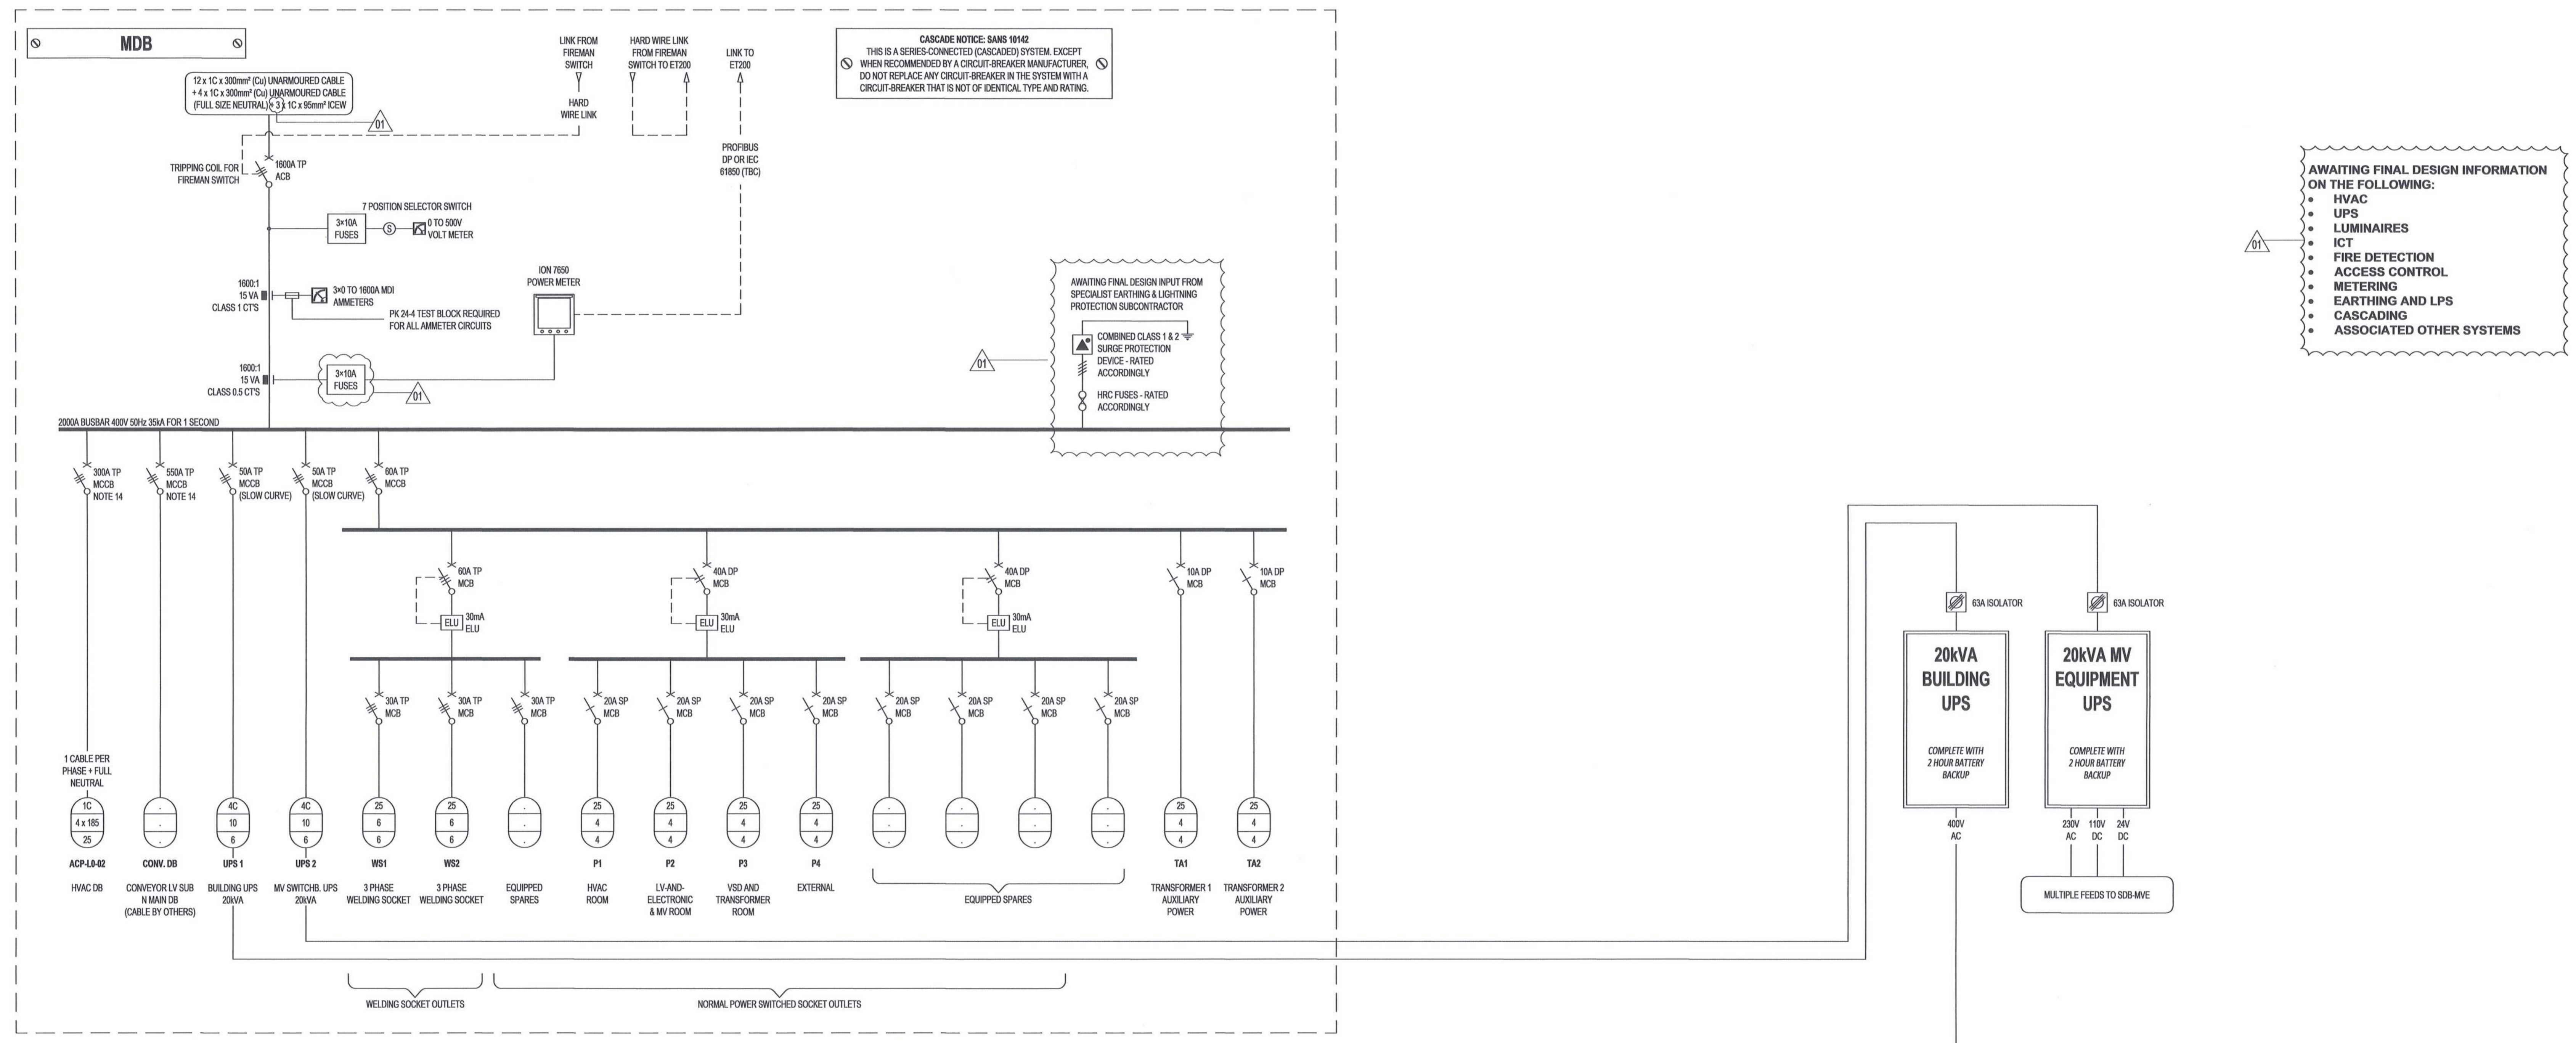 MDB
12 x 1C x 300mm² (Cu) UNARMOURED CABLE
+ 4 x 1C x 300mm² (Cu) UNARMOURED CABLE
(FULL SIZE NEUTRAL) + 3 x 1C x 95mm² ICEW
01
LINK FROM
FIREMAN
SWITCH
HARD
WIRE LINK
HARD WIRE LINK
FROM FIREMAN
SWITCH TO ET200
LINK TO
ET200
PROFIBUS
DP OR IEC
61850 (TBC)
CASCADE NOTICE: SANS 10142
THIS IS A SERIES-CONNECTED (CASCADED) SYSTEM. EXCEPT
WHEN RECOMMENDED BY A CIRCUIT-BREAKER MANUFACTURER,
DO NOT REPLACE ANY CIRCUIT-BREAKER IN THE SYSTEM WITH A
CIRCUIT-BREAKER THAT IS NOT OF IDENTICAL TYPE AND RATING.
TRIPPING COIL FOR
FIREMAN SWITCH
1600A TP
ACB
7 POSITION SELECTOR SWITCH
3×10A
FUSES
S
0 TO 500V
VOLT METER
1600:1
15 VA
CLASS 1 CT'S
3×0 TO 1600A MDI
AMMETERS
PK 24-4 TEST BLOCK REQUIRED
FOR ALL AMMETER CIRCUITS
ION 7650
POWER METER
1600:1
15 VA
CLASS 0.5 CT'S
3×10A
FUSES
01
01
AWAITING FINAL DESIGN INPUT FROM
SPECIALIST EARTHING & LIGHTNING
PROTECTION SUBCONTRACTOR
COMBINED CLASS 1 & 2
SURGE PROTECTION
DEVICE - RATED
ACCORDINGLY
HRC FUSES - RATED
ACCORDINGLY
01
AWAITING FINAL DESIGN INFORMATION
ON THE FOLLOWING:
• HVAC
• UPS
• LUMINAIRES
• ICT
• FIRE DETECTION
• ACCESS CONTROL
• METERING
• EARTHING AND LPS
• CASCADING
• ASSOCIATED OTHER SYSTEMS
2000A BUSBAR 400V 50Hz 35kA FOR 1 SECOND
300A TP
MCCB
NOTE 14
550A TP
MCCB
NOTE 14
50A TP
MCCB
(SLOW CURVE)
50A TP
MCCB
(SLOW CURVE)
60A TP
MCCB
60A TP
MCB
ELU
30mA
ELU
40A DP
MCB
ELU
30mA
ELU
40A DP
MCB
ELU
30mA
ELU
10A DP
MCB
10A DP
MCB
30A TP
MCB
30A TP
MCB
30A TP
MCB
20A SP
MCB
20A SP
MCB
20A SP
MCB
20A SP
MCB
20A SP
MCB
20A SP
MCB
20A SP
MCB
20A SP
MCB
1 CABLE PER
PHASE + FULL
NEUTRAL
1C
4 x 185
25
ACP-L0-02
HVAC DB
.
.
.
CONV. DB
CONVEYOR LV SUB
N MAIN DB
(CABLE BY OTHERS)
4C
10
6
UPS 1
BUILDING UPS
20kVA
4C
10
6
UPS 2
MV SWITCHB. UPS
20kVA
25
6
6
WS1
3 PHASE
WELDING SOCKET
25
6
6
WS2
3 PHASE
WELDING SOCKET
.
.
.
EQUIPPED
SPARES
25
4
4
P1
HVAC
ROOM
25
4
4
P2
LV-AND-
ELECTRONIC
& MV ROOM
25
4
4
P3
VSD AND
TRANSFORMER
ROOM
25
4
4
P4
EXTERNAL
.
.
.
.
.
.
.
.
.
.
.
.
EQUIPPED SPARES
25
4
4
TA1
TRANSFORMER 1
AUXILIARY
POWER
25
4
4
TA2
TRANSFORMER 2
AUXILIARY
POWER
WELDING SOCKET OUTLETS
NORMAL POWER SWITCHED SOCKET OUTLETS
63A ISOLATOR
20kVA
BUILDING
UPS
COMPLETE WITH
2 HOUR BATTERY
BACKUP
400V
AC
63A ISOLATOR
20kVA MV
EQUIPMENT
UPS
COMPLETE WITH
2 HOUR BATTERY
BACKUP
230V
AC
110V
DC
24V
DC
MULTIPLE FEEDS TO SDB-MVE